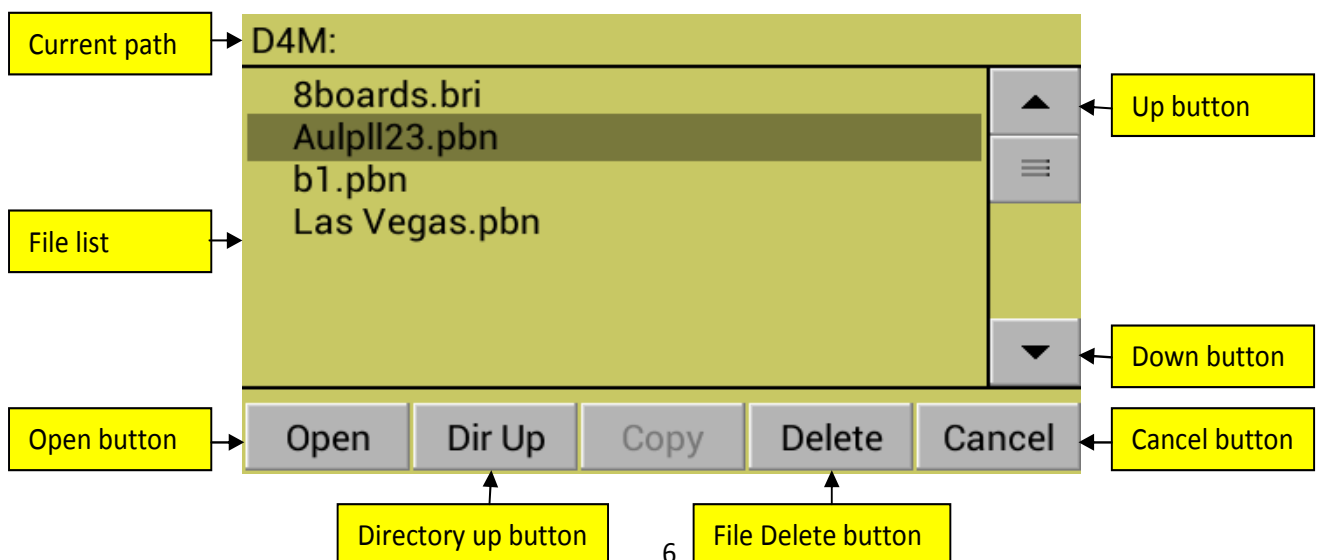 Current path
D4M:
8boards.bri
Aulpll23.pbn
b1.pbn
Las Vegas.pbn
Up button
File list
Down button
Open button
Open
Dir Up
Copy
Delete
Cancel
Cancel button
Directory up button
6
File Delete button